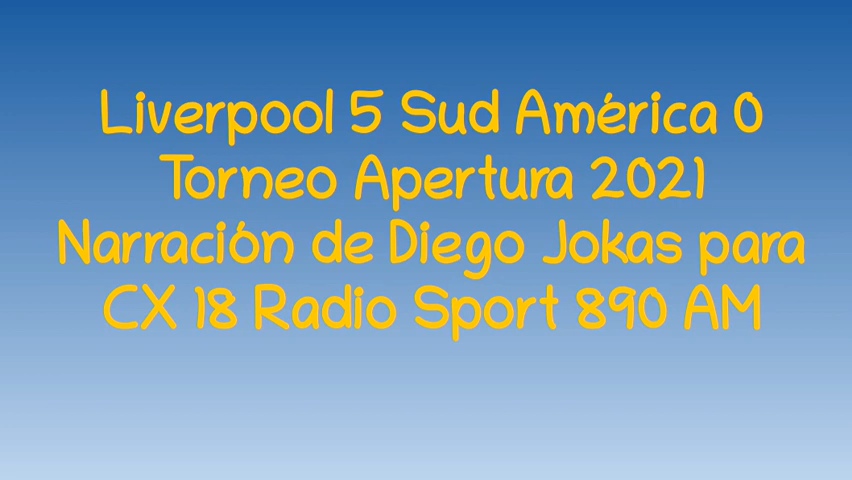 Liverpool 5 Sud América 0
Torneo Apertura 2021
Narración de Diego Jokas para
CX 18 Radio Sport 890 AM